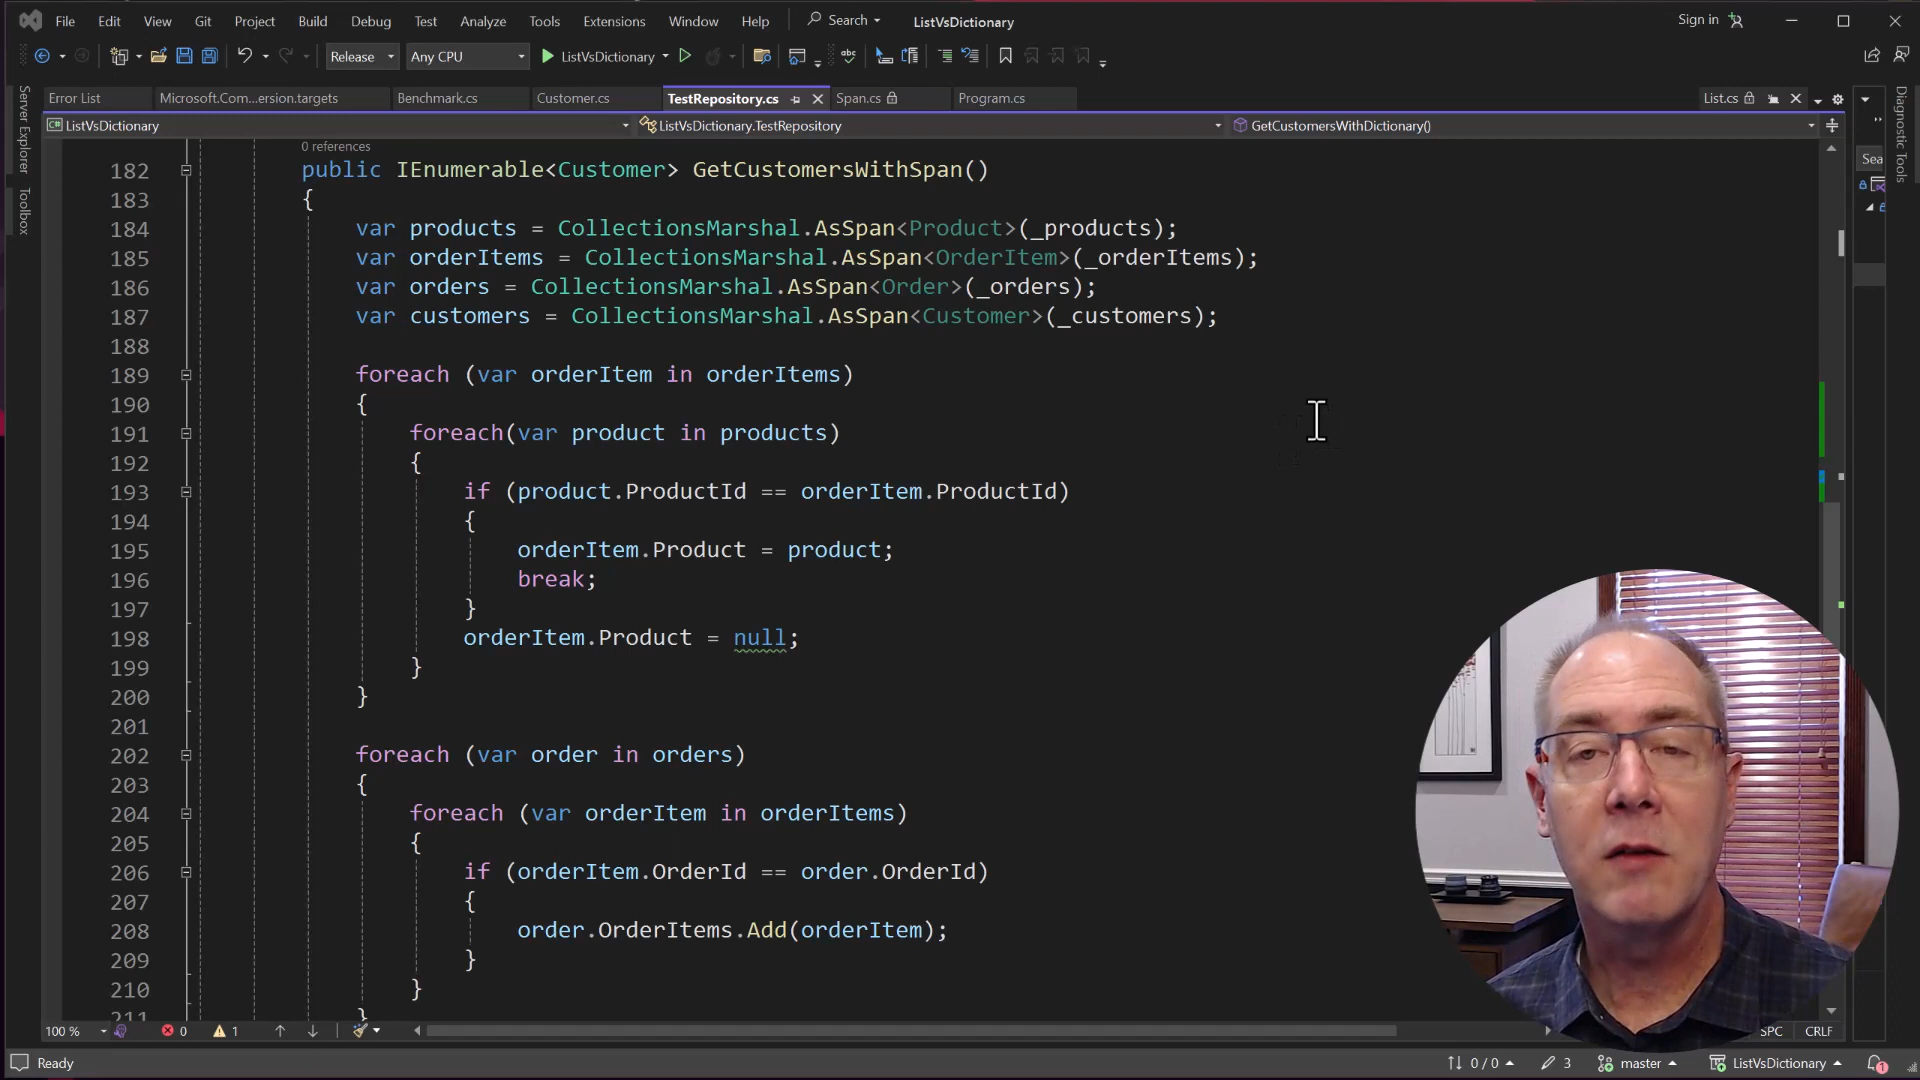 File Edit View Git Project Build Debug Test Analyze Tools Extensions Window Help Search ListVsDictionary Sign in
Release Any CPU ListVsDictionary
Error List Microsoft.Com...ersion.targets Benchmark.cs Customer.cs TestRepository.cs Span.cs Program.cs List.cs
ListVsDictionary ListVsDictionary.TestRepository GetCustomersWithDictionary()
Server Explorer
Toolbox
Diagnostic Tools
Sea
0 references
182 public IEnumerable<Customer> GetCustomersWithSpan()
183 {
184 var products = CollectionsMarshal.AsSpan<Product>(_products);
185 var orderItems = CollectionsMarshal.AsSpan<OrderItem>(_orderItems);
186 var orders = CollectionsMarshal.AsSpan<Order>(_orders);
187 var customers = CollectionsMarshal.AsSpan<Customer>(_customers);
188
189 foreach (var orderItem in orderItems)
190 {
191 foreach(var product in products)
192 {
193 if (product.ProductId == orderItem.ProductId)
194 {
195 orderItem.Product = product;
196 break;
197 }
198 orderItem.Product = null;
199 }
200 }
201
202 foreach (var order in orders)
203 {
204 foreach (var orderItem in orderItems)
205 {
206 if (orderItem.OrderId == order.OrderId)
207 {
208 order.OrderItems.Add(orderItem);
209 }
210 }
211 }
100 % 0 1 SPC CRLF
Ready 0 / 0 3 master ListVsDictionary 1